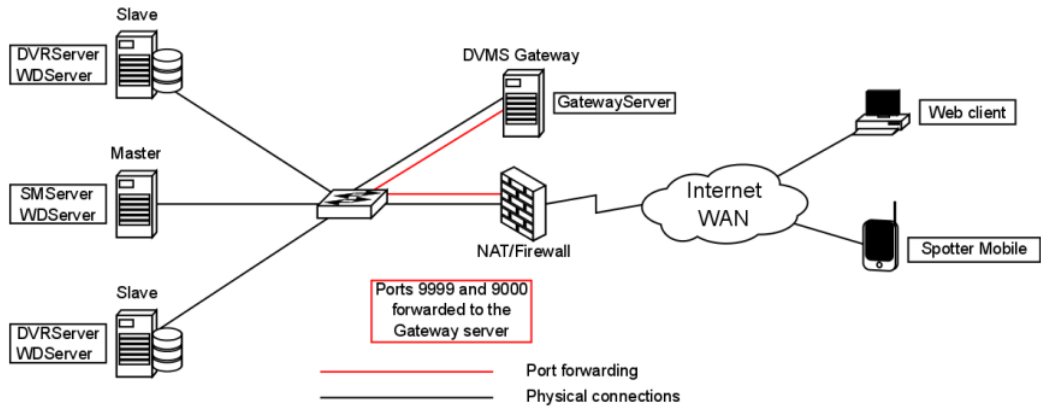 Slave
DVRServer
WDServer
DVMS Gateway
GatewayServer
Web client
Master
SMServer
WDServer
Internet
WAN
NAT/Firewall
Spotter Mobile
Slave
DVRServer
WDServer
Ports 9999 and 9000
forwarded to the
Gateway server
Port forwarding
Physical connections